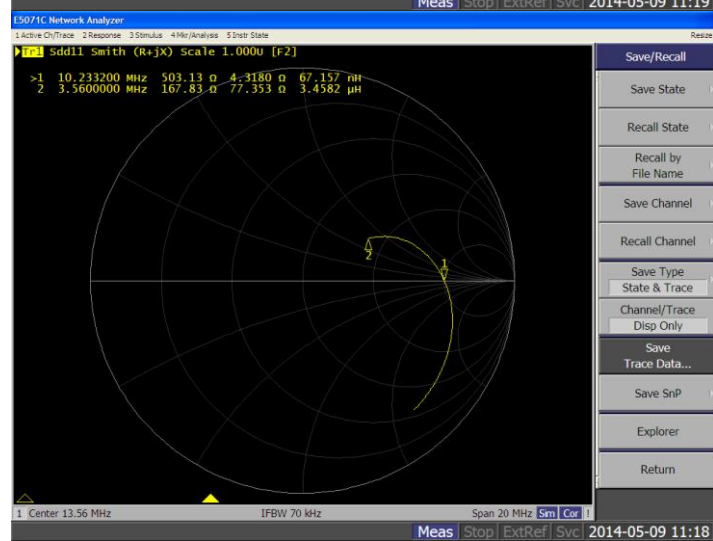 Meas Stop ExtRef Svc 2014-05-09 11:19
E5071C Network Analyzer
1 Active Ch/Trace 2 Response 3 Stimulus 4 Mkr/Analysis 5 Instr State
Resize
Tr1 Sdd11 Smith (R+jX) Scale 1.000U [F2]
>1 10.233200 MHz 503.13 Ω 4.3180 Ω 67.157 nH
2 3.5600000 MHz 167.83 Ω 77.353 Ω 3.4582 µH
1
2
Save/Recall
Save State
Recall State
Recall by
File Name
Save Channel
Recall Channel
Save Type
State & Trace
Channel/Trace
Disp Only
Save
Trace Data...
Save SnP
Explorer
Return
1 Center 13.56 MHz IFBW 70 kHz Span 20 MHz Sim Cor !
Meas Stop ExtRef Svc 2014-05-09 11:18